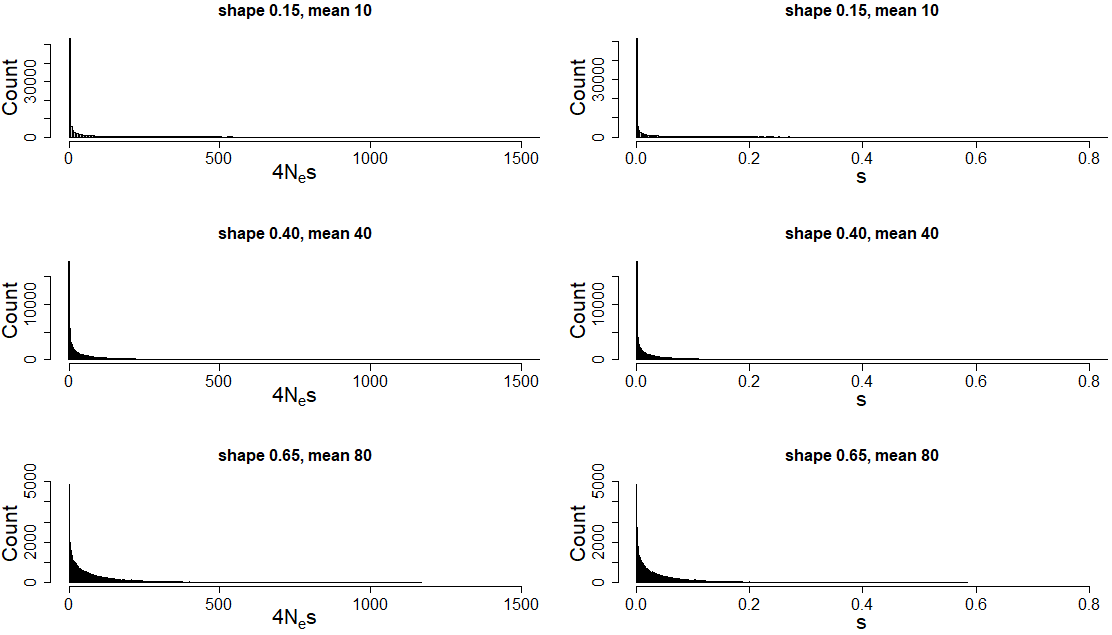 shape 0.15, mean 10
shape 0.15, mean 10
Count
0 30000
Count
0 30000
0 500 1000 1500
0.0 0.2 0.4 0.6 0.8
4Nₑs
s
shape 0.40, mean 40
shape 0.40, mean 40
Count
0 10000
Count
0 10000
0 500 1000 1500
0.0 0.2 0.4 0.6 0.8
4Nₑs
s
shape 0.65, mean 80
shape 0.65, mean 80
Count
0 2000 5000
Count
0 2000 5000
0 500 1000 1500
0.0 0.2 0.4 0.6 0.8
4Nₑs
s